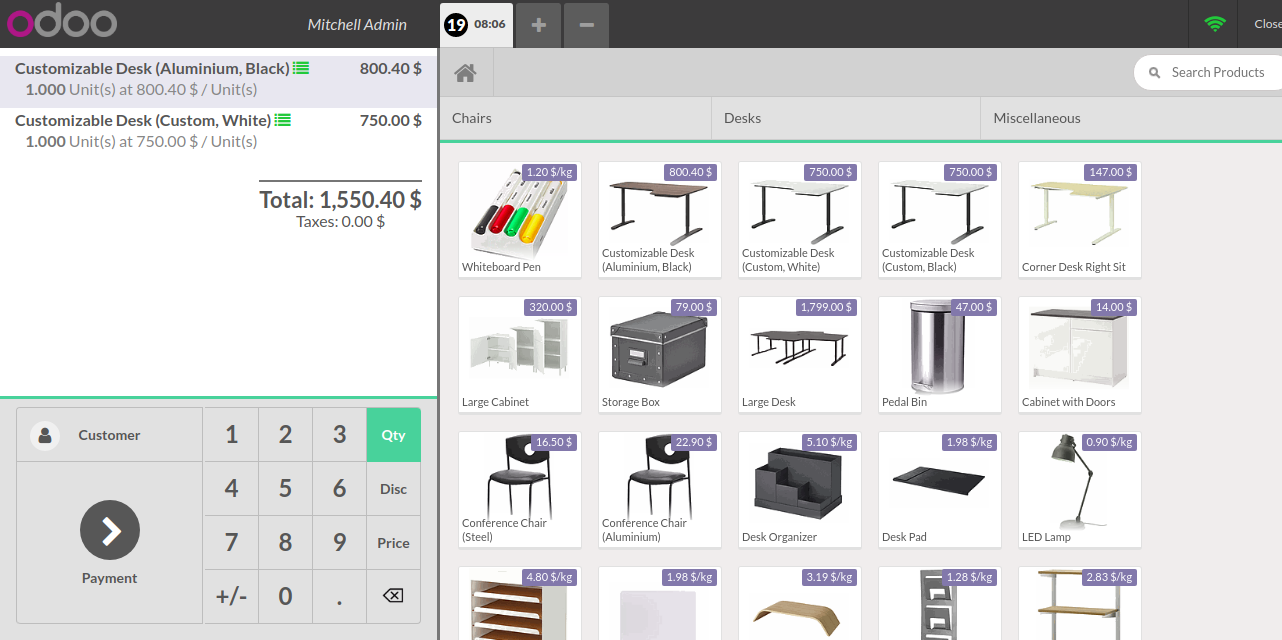 odoo
Mitchell Admin
19 08:06
+
−
Close
Customizable Desk (Aluminium, Black) 800.40 $
1.000 Unit(s) at 800.40 $ / Unit(s)
Customizable Desk (Custom, White) 750.00 $
1.000 Unit(s) at 750.00 $ / Unit(s)
Total: 1,550.40 $
Taxes: 0.00 $
Customer
1 2 3 Qty
4 5 6 Disc
7 8 9 Price
+/- 0 .
Payment
Search Products
Chairs Desks Miscellaneous
1.20 $/kg
Whiteboard Pen
800.40 $
Customizable Desk
(Aluminium, Black)
750.00 $
Customizable Desk
(Custom, White)
750.00 $
Customizable Desk
(Custom, Black)
147.00 $
Corner Desk Right Sit
320.00 $
Large Cabinet
79.00 $
Storage Box
1,799.00 $
Large Desk
47.00 $
Pedal Bin
14.00 $
Cabinet with Doors
16.50 $
Conference Chair
(Steel)
22.90 $
Conference Chair
(Aluminium)
5.10 $/kg
Desk Organizer
1.98 $/kg
Desk Pad
0.90 $/kg
LED Lamp
4.80 $/kg
1.98 $/kg
3.19 $/kg
1.28 $/kg
2.83 $/kg